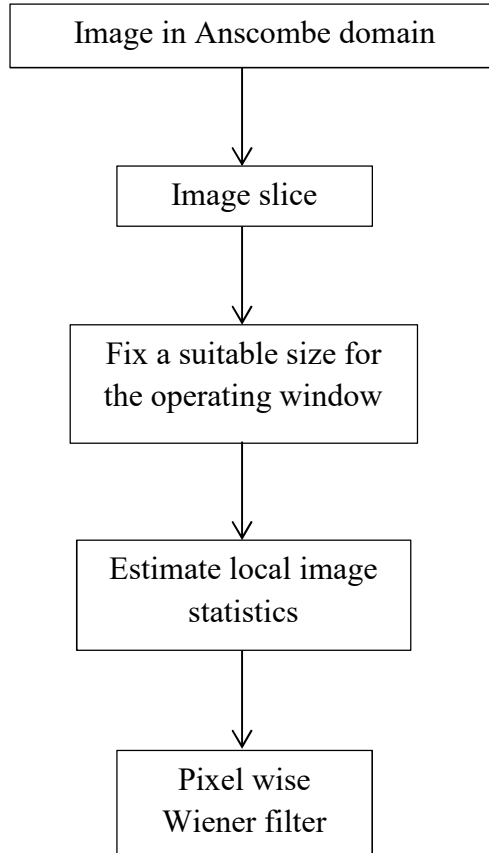 Image in Anscombe domain
Image slice
Fix a suitable size for
the operating window
Estimate local image
statistics
Pixel wise
Wiener filter